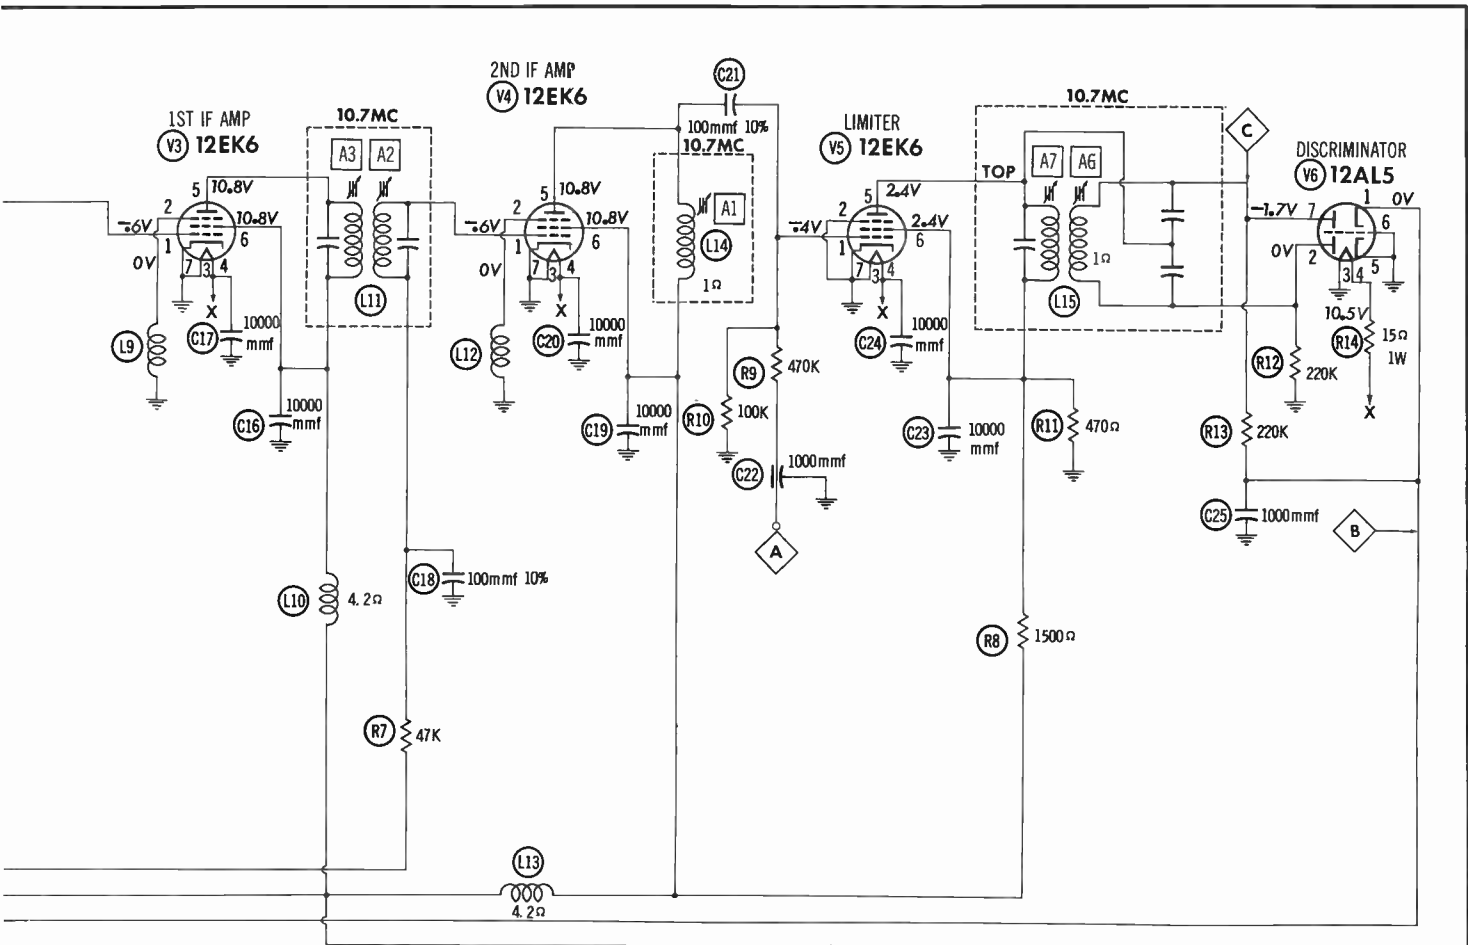 1ST IF AMP
V3 12EK6
5 10.8V
-.6V 2
1
10.8V
6
0V
7 3 4
X
L9
C17 10000 mmf
C16 10000 mmf
10.7MC
A3 A2
L11
L10 4.2Ω
C18 100mmf 10%
R7 47K
2ND IF AMP
V4 12EK6
5 10.8V
-.6V 2
1
10.8V
6
0V
7 3 4
X
L12
C20 10000 mmf
C19 10000 mmf
L13
4.2Ω
C21
100mmf 10%
10.7MC
A1
L14
1Ω
R9 470K
R10 100K
C22 1000mmf
A
LIMITER
V5 12EK6
5 2.4V
-.4V 2
1
2.4V
6
7 3 4
X
C24 10000 mmf
C23 10000 mmf
R11 470Ω
R8 1500Ω
10.7MC
TOP
A7 A6
1Ω
L15
C
DISCRIMINATOR
V6 12AL5
1 0V
-1.7V 7
6
0V
2
3 4 5
10.5V
R14 15Ω
1W
X
R12 220K
R13 220K
C25 1000mmf
B